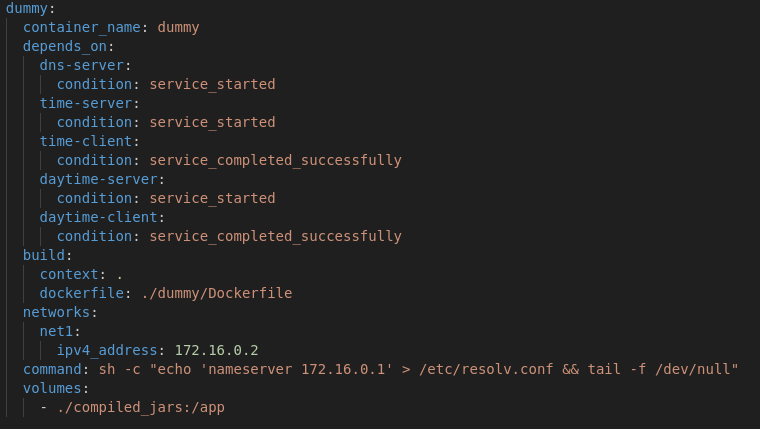 dummy:
  container_name: dummy
  depends_on:
    dns-server:
      condition: service_started
    time-server:
      condition: service_started
    time-client:
      condition: service_completed_successfully
    daytime-server:
      condition: service_started
    daytime-client:
      condition: service_completed_successfully
  build:
    context: .
    dockerfile: ./dummy/Dockerfile
  networks:
    net1:
      ipv4_address: 172.16.0.2
  command: sh -c "echo 'nameserver 172.16.0.1' > /etc/resolv.conf && tail -f /dev/null"
  volumes:
    - ./compiled_jars:/app